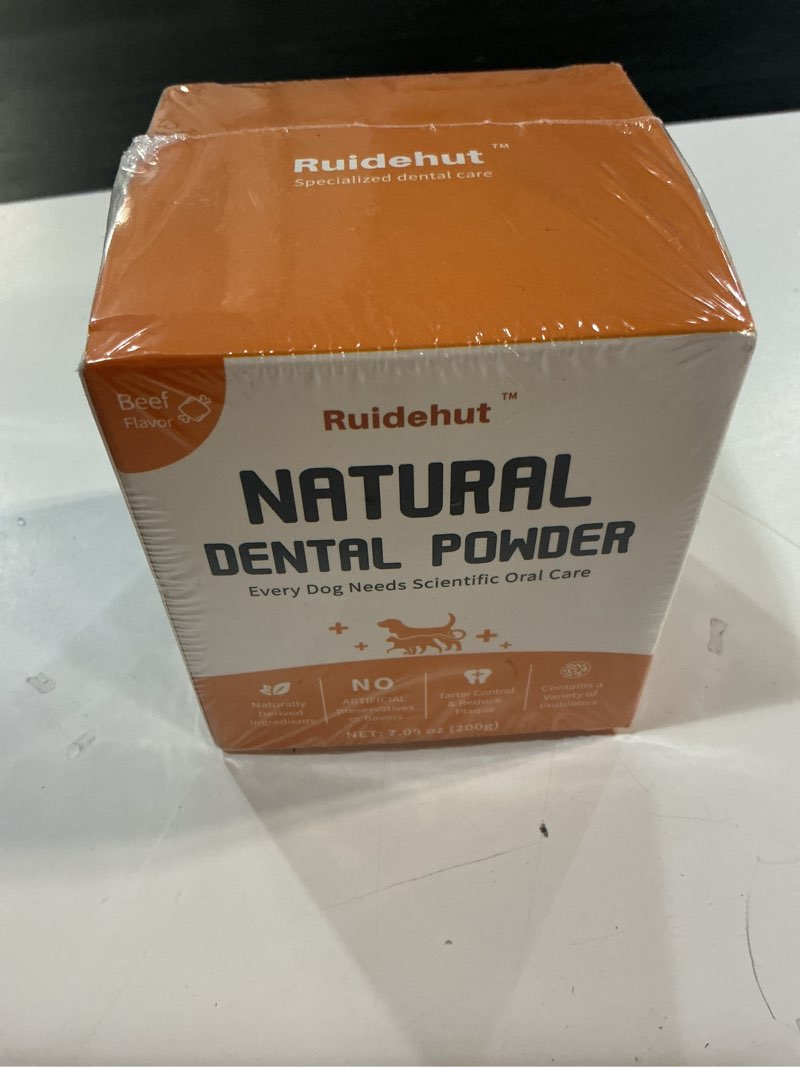 Ruidehut™
Specialized dental care
Beef
Flavor
Ruidehut™
NATURAL
DENTAL POWDER
Every Dog Needs Scientific Oral Care
Naturally
Derived
Ingredients
NO
ARTIFICIAL
preservatives
or flavors
Tartar Control
& Reduce
Plaque
Contains a
Variety of
Probiotics
NET: 7.05 oz (200g)